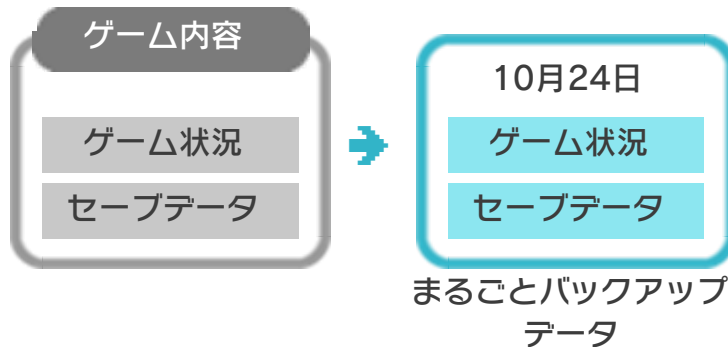 ゲーム内容
ゲーム状況
セーブデータ
10月24日
ゲーム状況
セーブデータ
まるごとバックアップ
データ